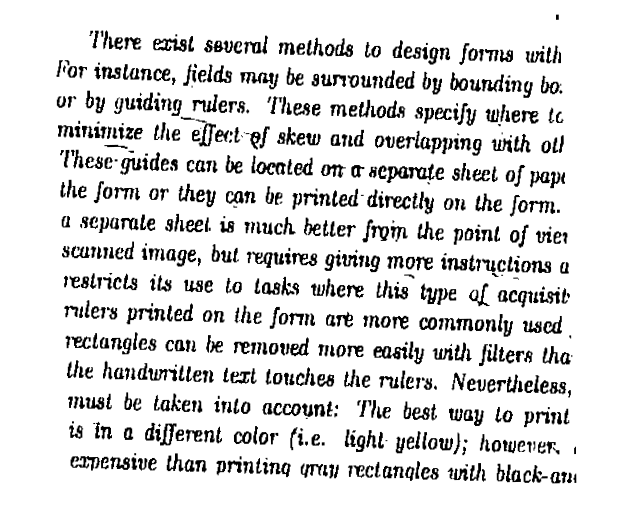 There exist several methods to design forms with
For instance, fields may be surrounded by bounding bo
or by guiding rulers. These methods specify where to
minimize the effect of skew and overlapping with ot
These guides can be located on a separate sheet of pape
the form or they can be printed directly on the form.
a separate sheet is much better from the point of vie
scanned image, but requires giving more instructions a
restricts its use to tasks where this type of acquisit
rulers printed on the form are more commonly used
rectangles can be removed more easily with filters tha
the handwritten text touches the rulers. Nevertheless,
must be taken into account: The best way to print
is in a different color (i.e. light yellow); however,
expensive than printing gray rectangles with black-an